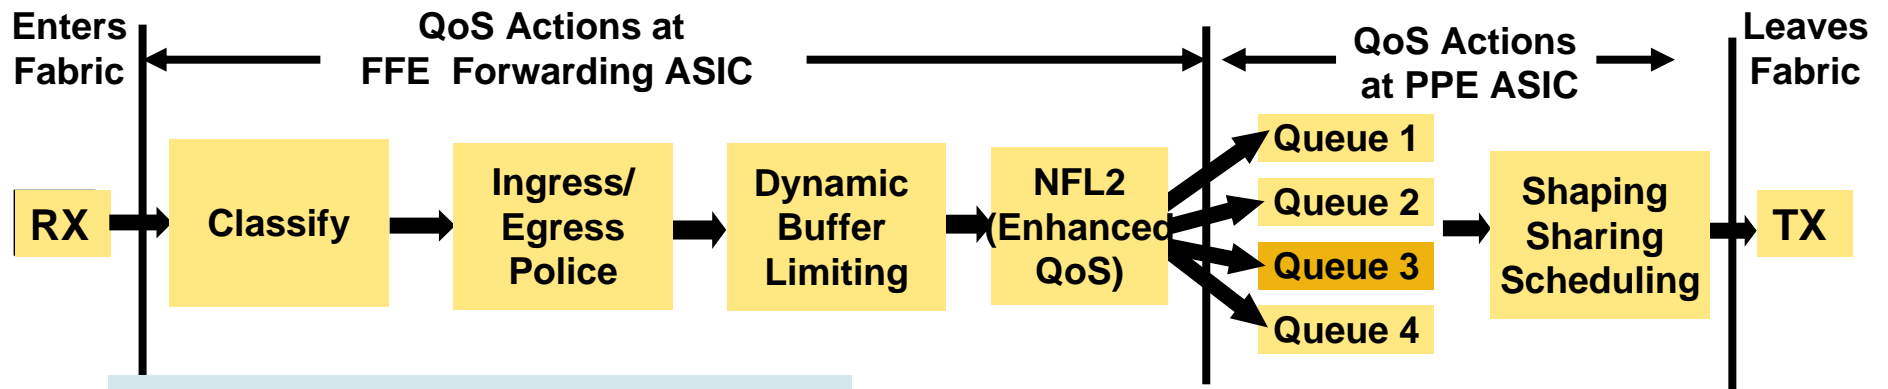 Enters
Fabric
QoS Actions at
FFE Forwarding ASIC
QoS Actions
at PPE ASIC
Leaves
Fabric
RX
Classify
Ingress/
Egress
Police
Dynamic
Buffer
Limiting
NFL2
(Enhanced
QoS)
Queue 1
Queue 2
Queue 3
Queue 4
Shaping
Sharing
Scheduling
TX